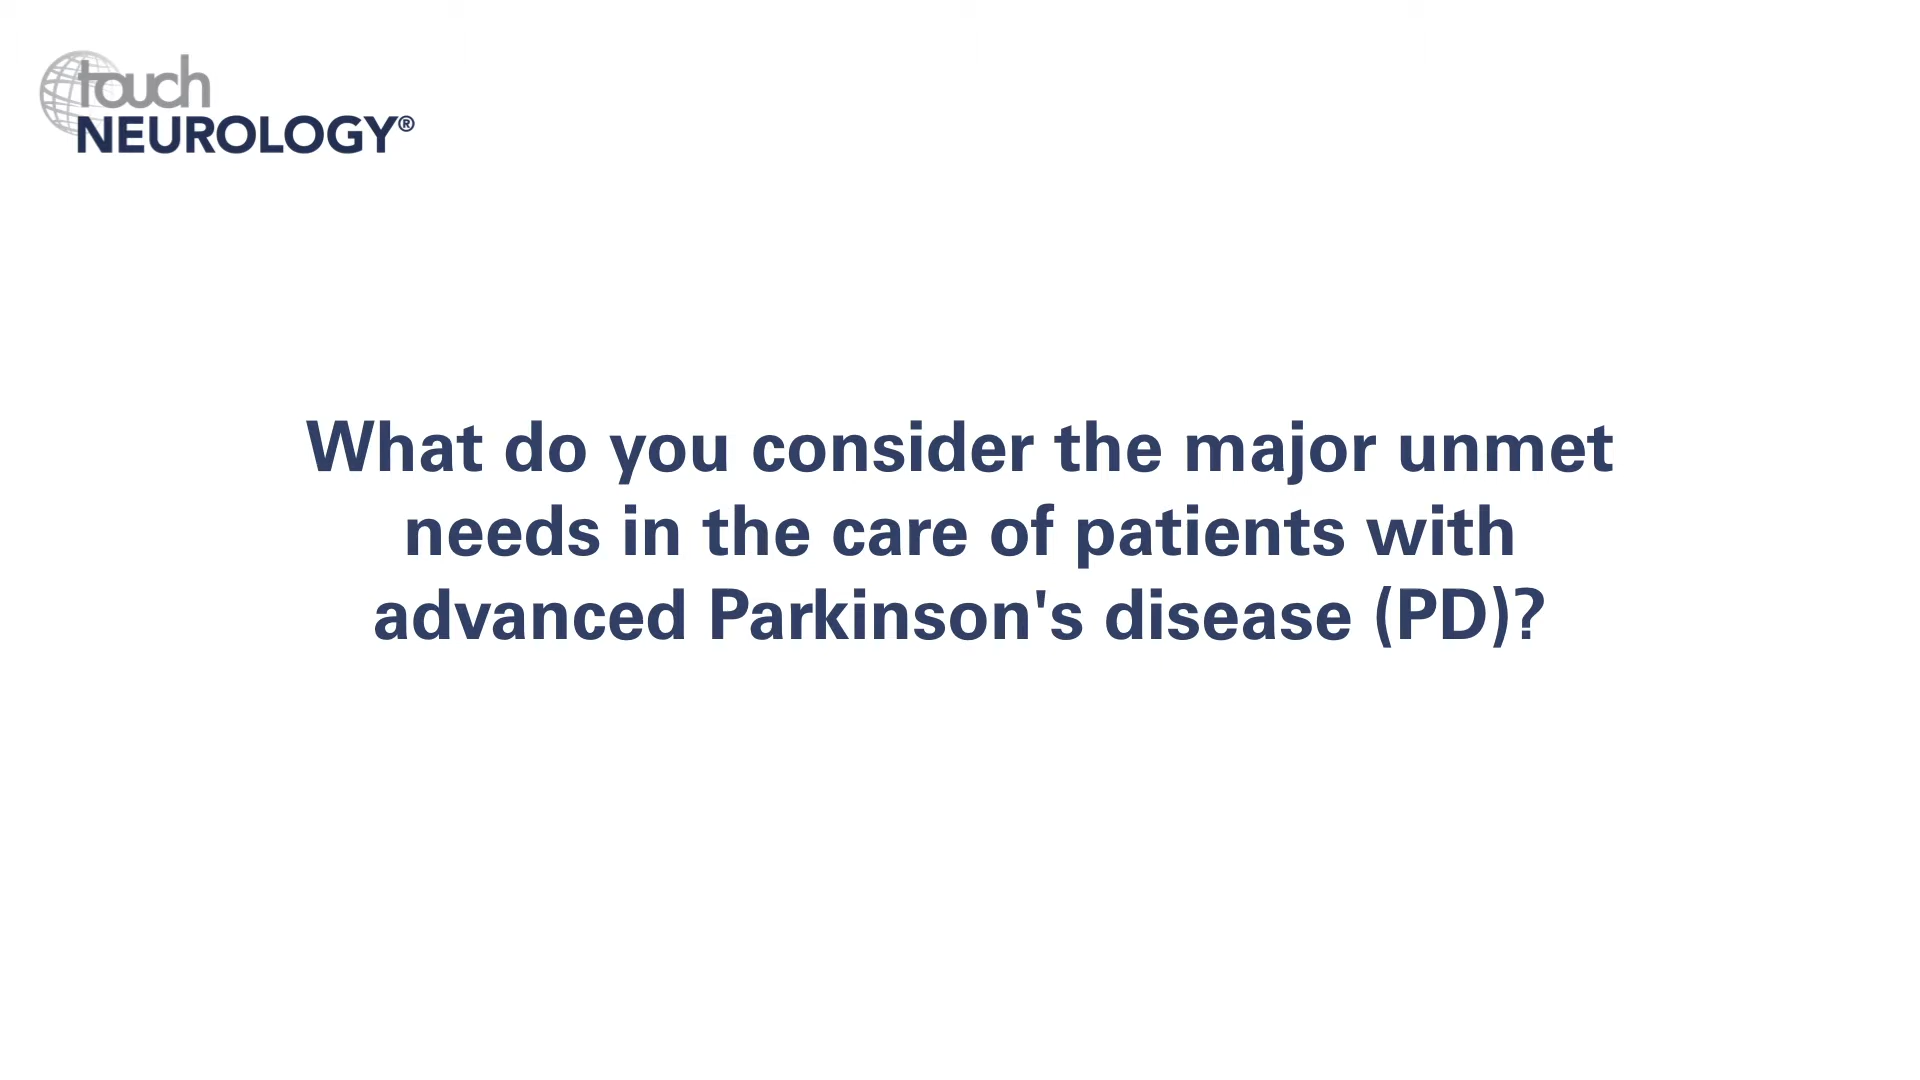 touch
NEUROLOGY®
What do you consider the major unmet
needs in the care of patients with
advanced Parkinson's disease (PD)?